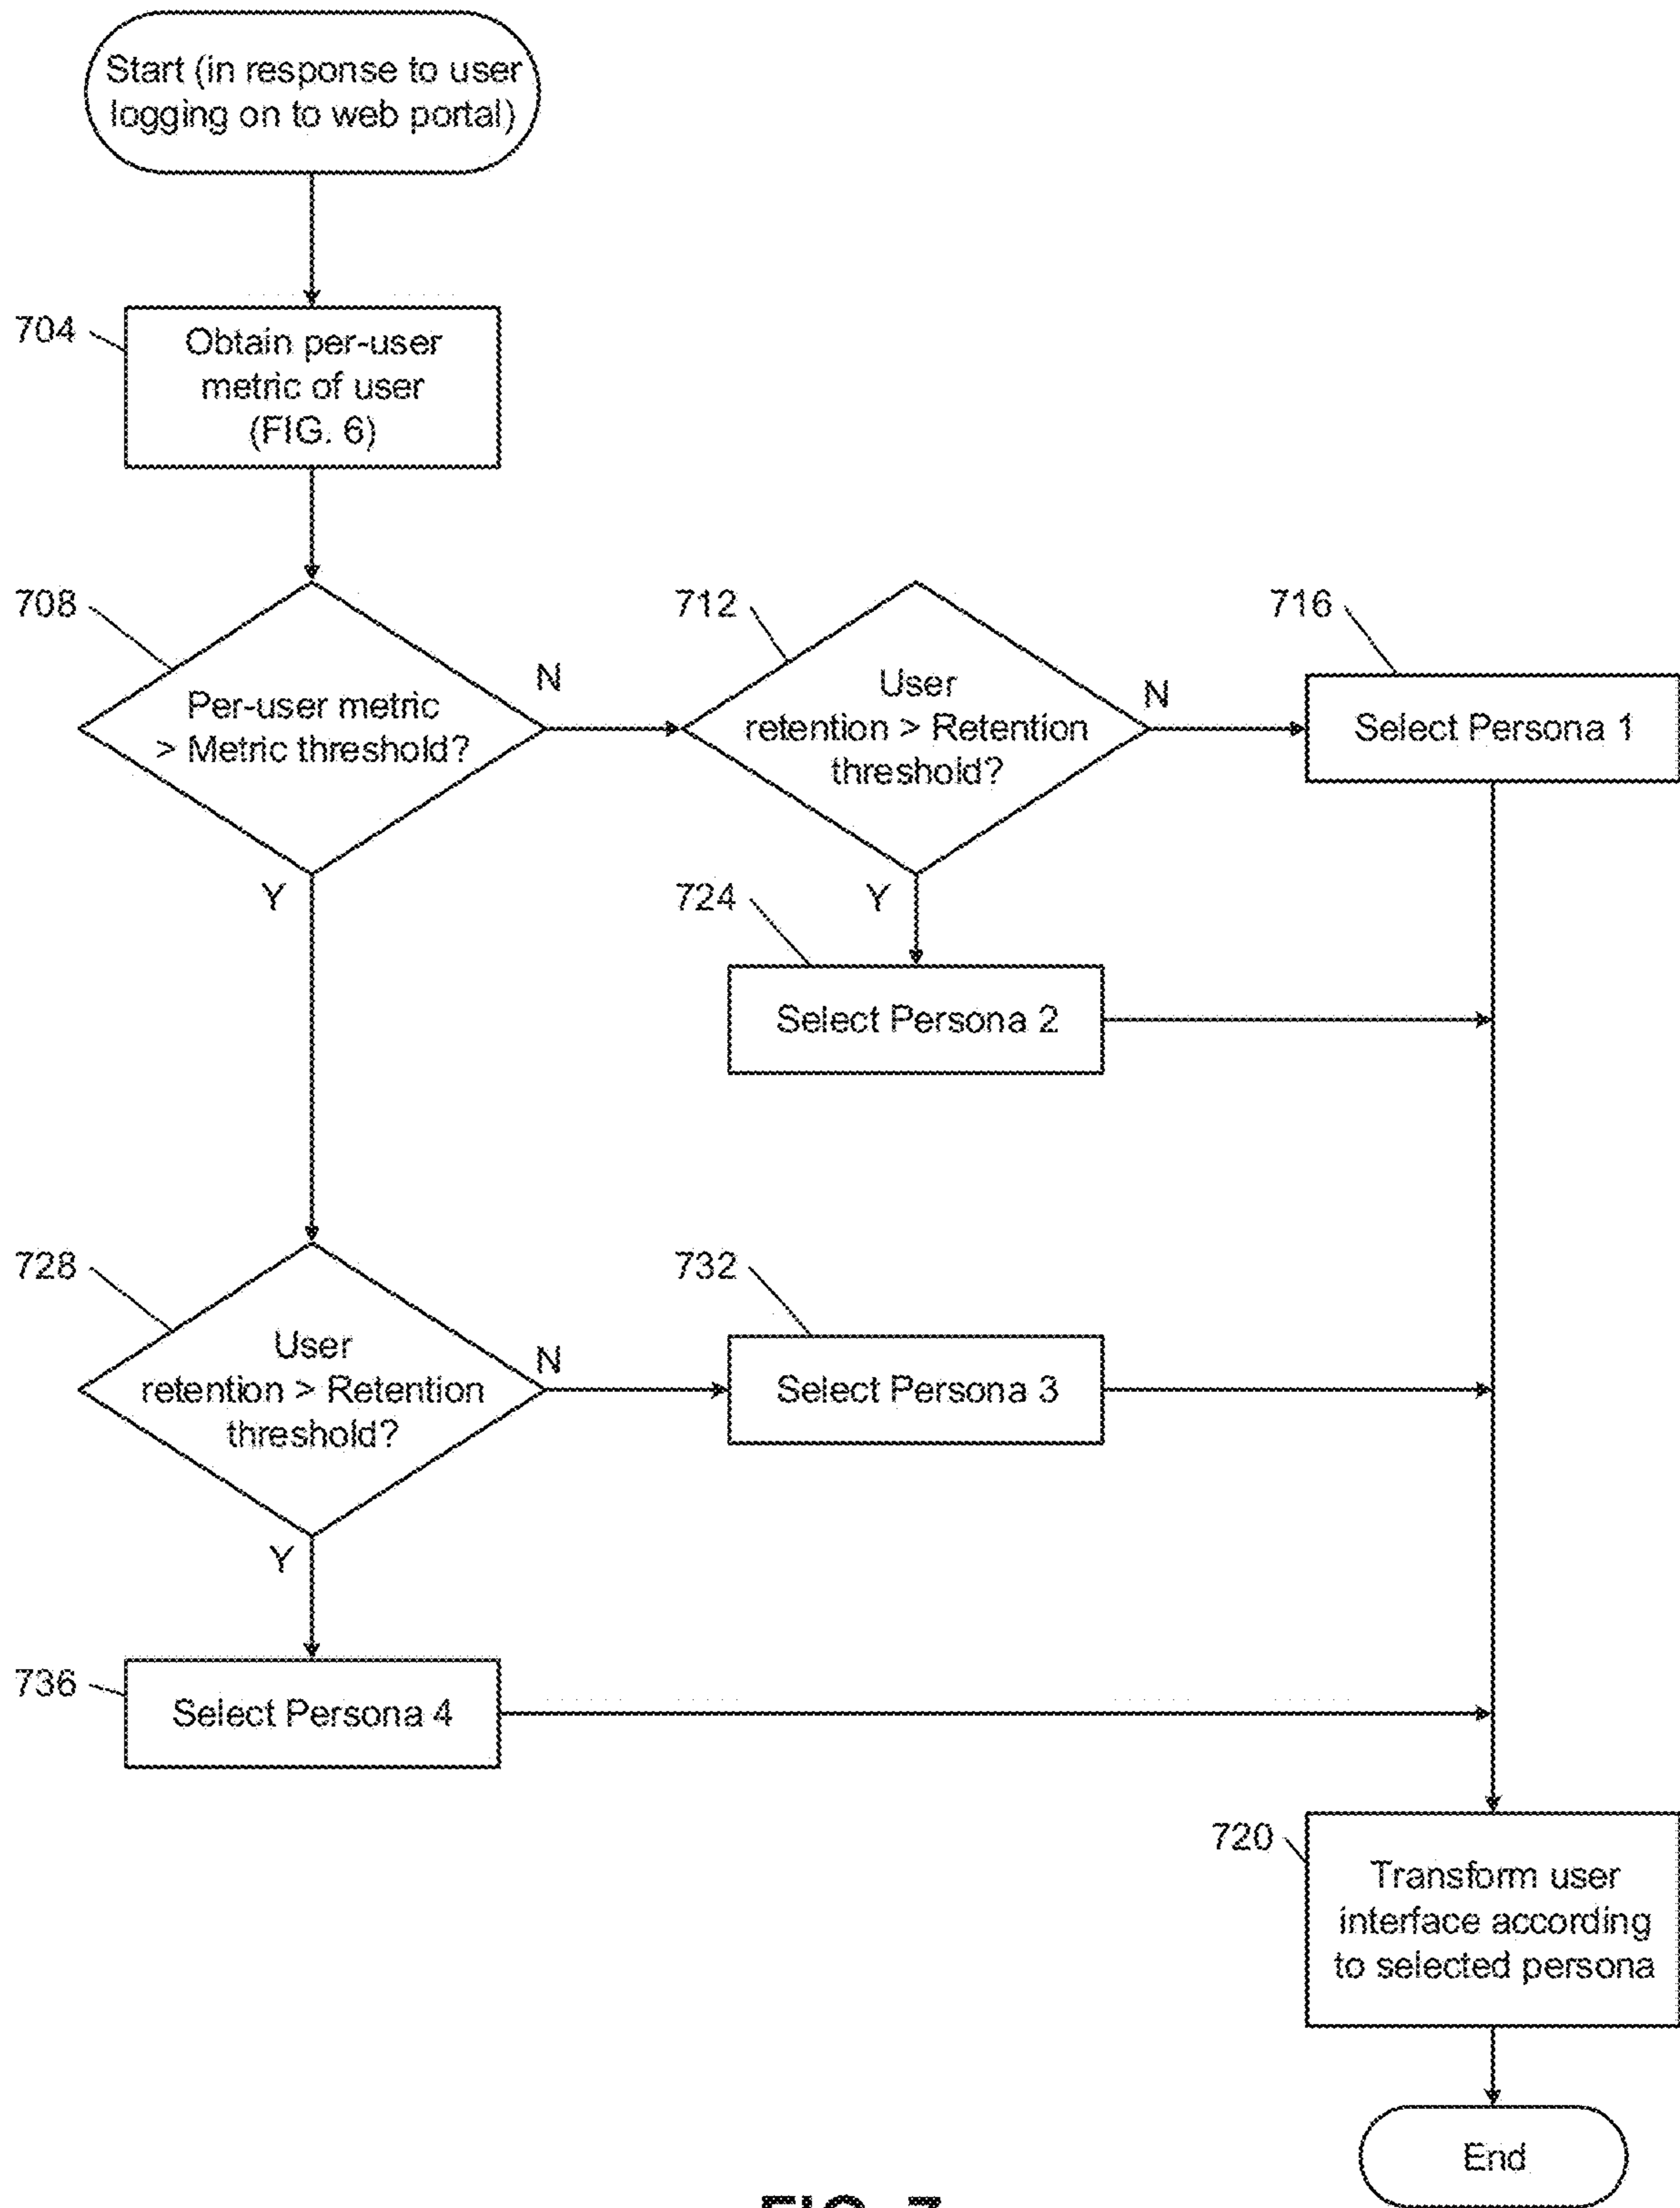 Start (in response to user
logging on to web portal)
704
Obtain per-user
metric of user
(FIG. 6)
708
Per-user metric
> Metric threshold?
N
Y
712
User
retention > Retention
threshold?
N
Y
716
Select Persona 1
724
Select Persona 2
728
User
retention > Retention
threshold?
N
Y
732
Select Persona 3
736
Select Persona 4
720
Transform user
interface according
to selected persona
End
FIG. 7